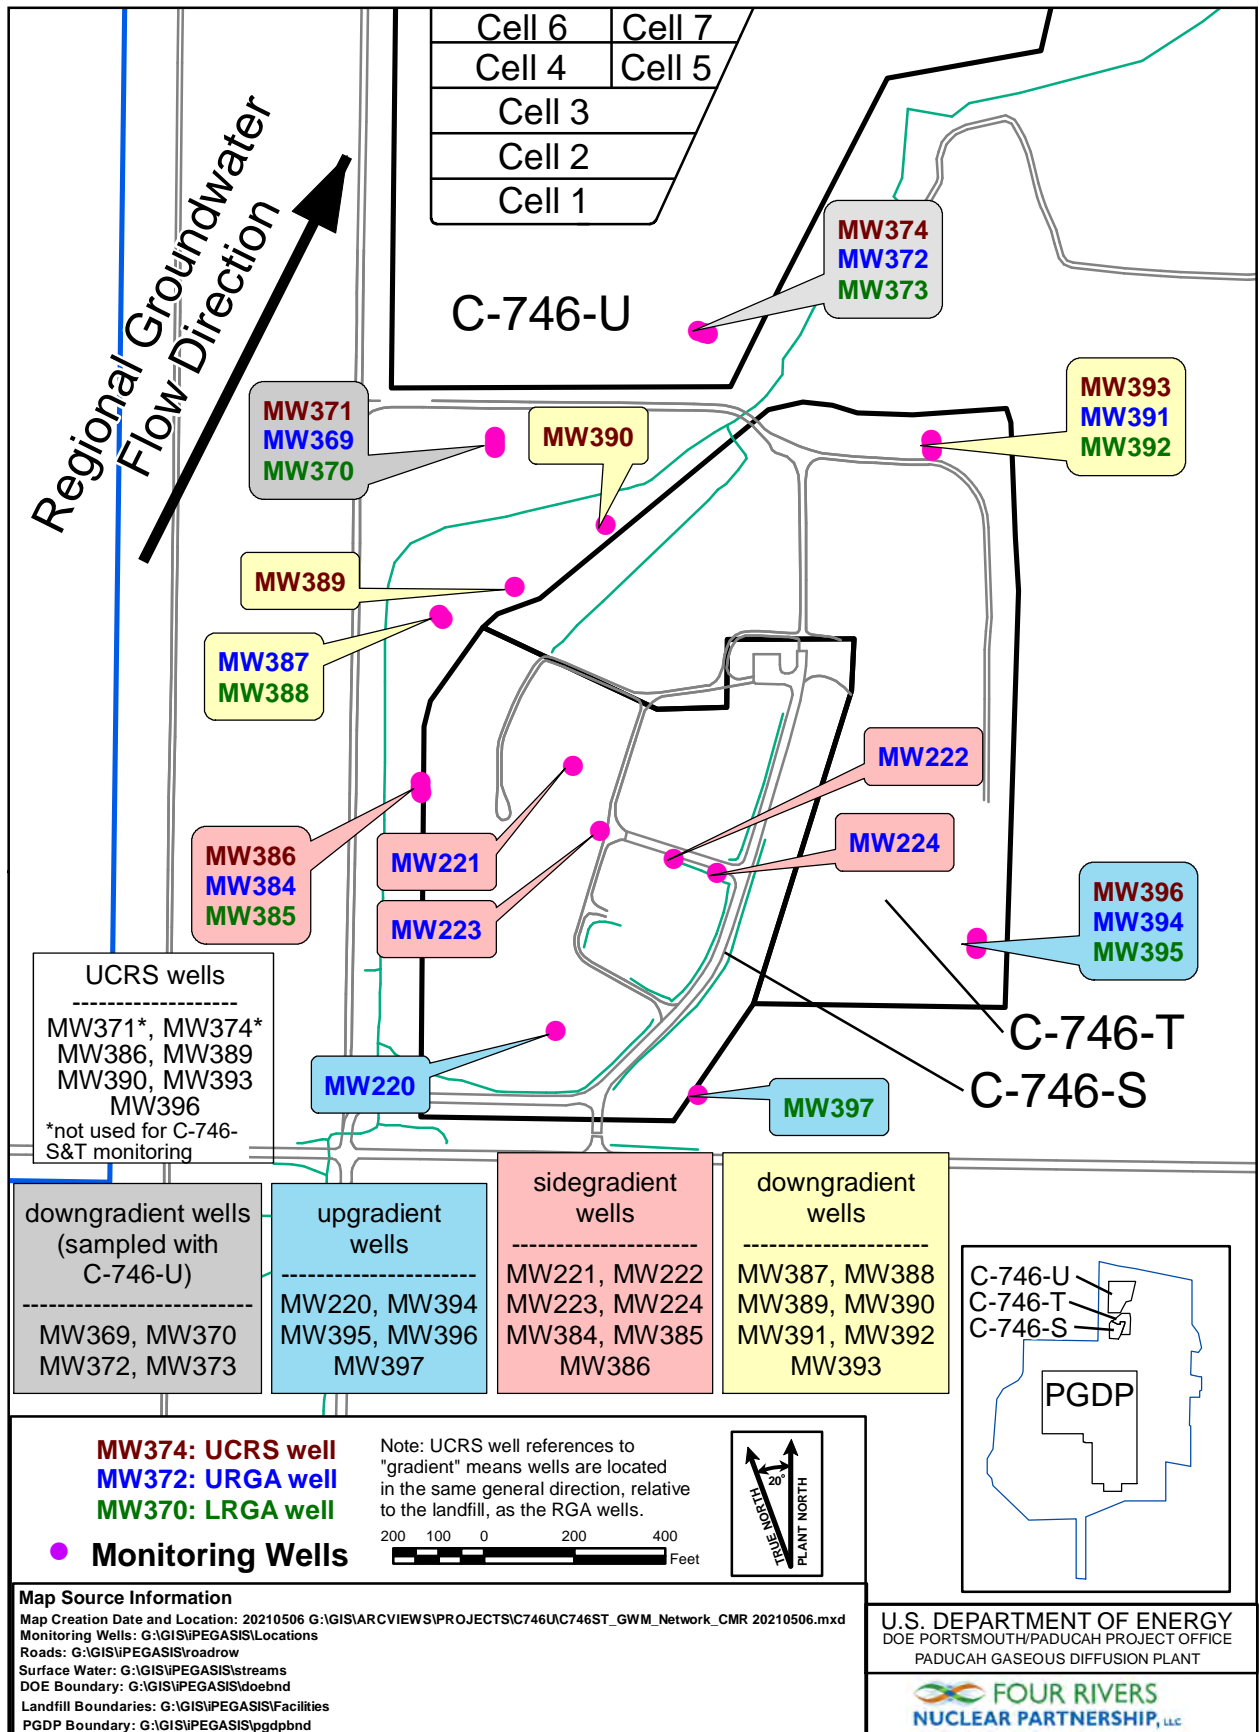 Cell 6
Cell 7
Cell 4
Cell 5
Cell 3
Cell 2
Cell 1
Regional Groundwater
Flow Direction
C-746-U
MW374
MW372
MW373
MW371
MW369
MW370
MW390
MW393
MW391
MW392
MW389
MW387
MW388
MW222
MW224
MW386
MW384
MW385
MW221
MW223
MW396
MW394
MW395
UCRS wells
-------------------
MW371*, MW374*
MW386, MW389
MW390, MW393
MW396
*not used for C-746-
S&T monitoring
MW220
MW397
C-746-T
C-746-S
downgradient wells
(sampled with
C-746-U)
--------------------------
MW369, MW370
MW372, MW373
upgradient
wells
----------------------
MW220, MW394
MW395, MW396
MW397
sidegradient
wells
---------------------
MW221, MW222
MW223, MW224
MW384, MW385
MW386
downgradient
wells
---------------------
MW387, MW388
MW389, MW390
MW391, MW392
MW393
C-746-U
C-746-T
C-746-S
PGDP
MW374: UCRS well
MW372: URGA well
MW370: LRGA well
Monitoring Wells
Note: UCRS well references to
"gradient" means wells are located
in the same general direction, relative
to the landfill, as the RGA wells.
200 100 0 200 400
Feet
20°
TRUE NORTH
PLANT NORTH
Map Source Information
Map Creation Date and Location: 20210506 G:\GIS\ARCVIEWS\PROJECTS\C746U\C746ST_GWM_Network_CMR 20210506.mxd
Monitoring Wells: G:\GIS\iPEGASIS\Locations
Roads: G:\GIS\iPEGASIS\roadrow
Surface Water: G:\GIS\iPEGASIS\streams
DOE Boundary: G:\GIS\iPEGASIS\doebnd
Landfill Boundaries: G:\GIS\iPEGASIS\Facilities
PGDP Boundary: G:\GIS\iPEGASIS\pgdpbnd
U.S. DEPARTMENT OF ENERGY
DOE PORTSMOUTH/PADUCAH PROJECT OFFICE
PADUCAH GASEOUS DIFFUSION PLANT
FOUR RIVERS
NUCLEAR PARTNERSHIP, LLC